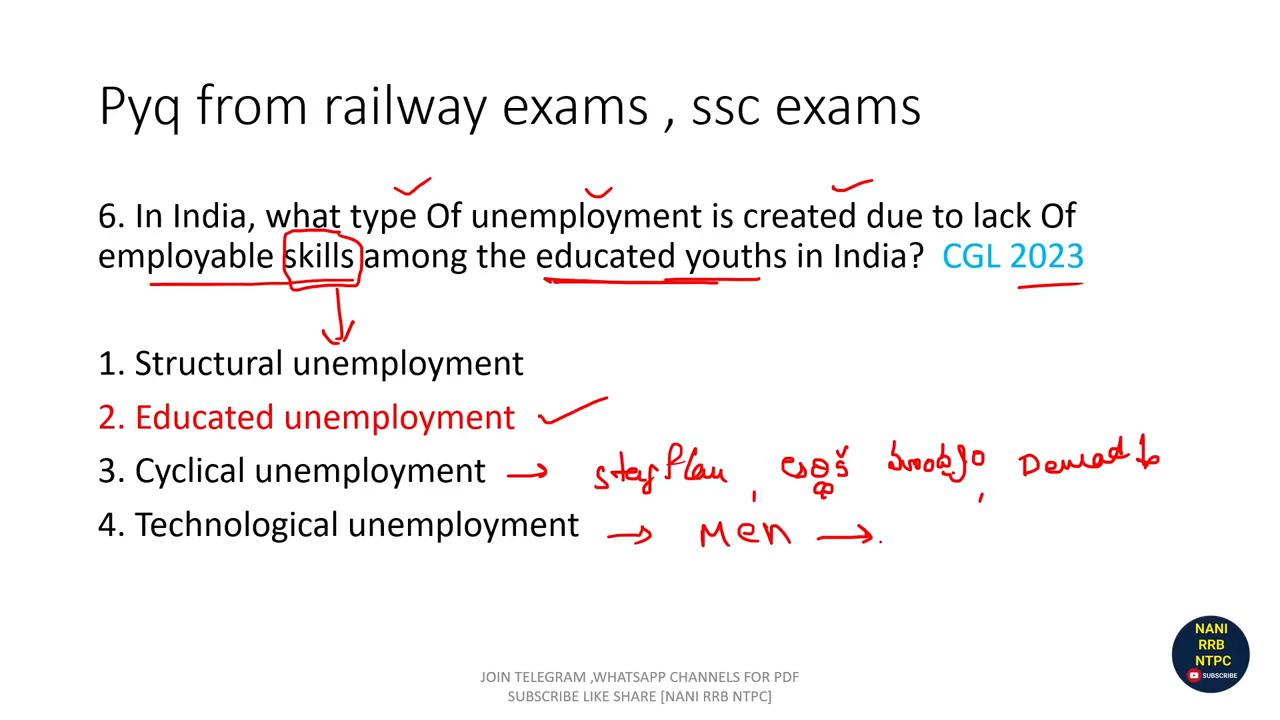 Pyq from railway exams , ssc exams
6. In India, what type Of unemployment is created due to lack Of
employable skills among the educated youths in India? CGL 2023
1. Structural unemployment
2. Educated unemployment
3. Cyclical unemployment → Demad ↓
4. Technological unemployment → Men →
NANI
RRB
NTPC
SUBSCRIBE
JOIN TELEGRAM ,WHATSAPP CHANNELS FOR PDF
SUBSCRIBE LIKE SHARE [NANI RRB NTPC]